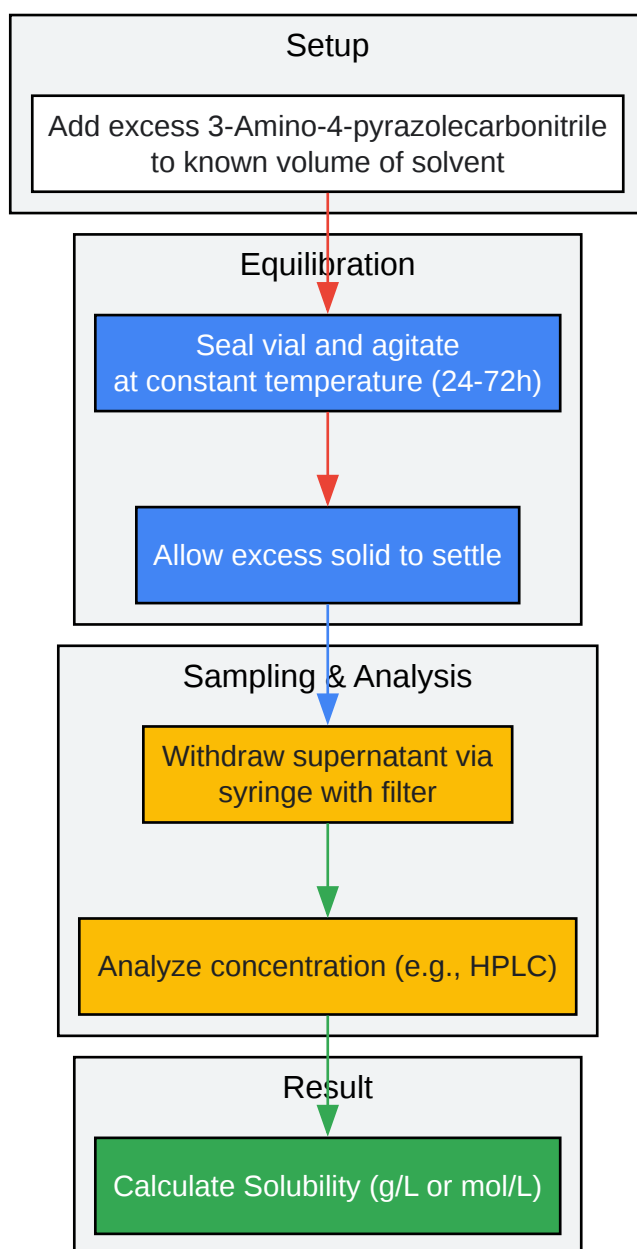 Setup
Add excess 3-Amino-4-pyrazolecarbonitrile
to known volume of solvent
Equilibration
Seal vial and agitate
at constant temperature (24-72h)
Allow excess solid to settle
Sampling & Analysis
Withdraw supernatant via
syringe with filter
Analyze concentration (e.g., HPLC)
Result
Calculate Solubility (g/L or mol/L)